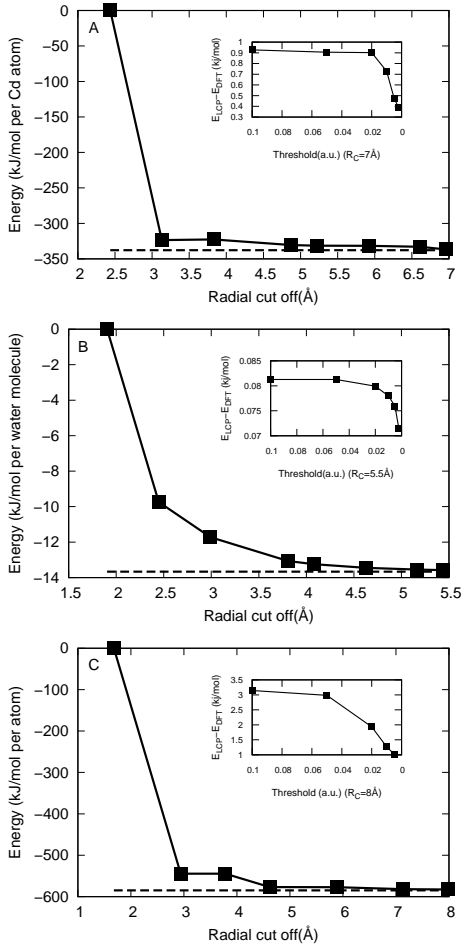 A
Energy (kJ/mol per Cd atom)
0
−50
−100
−150
−200
−250
−300
−350
2 2.5 3 3.5 4 4.5 5 5.5 6 6.5 7
Radial cut off(Å)
E_LCP−E_DFT (kj/mol)
1
0.9
0.8
0.7
0.6
0.5
0.4
0.3
0.1 0.08 0.06 0.04 0.02 0
Threshold(a.u.) (R_C=7Å)
B
Energy (kJ/mol per water molecule)
0
−2
−4
−6
−8
−10
−12
−14
1.5 2 2.5 3 3.5 4 4.5 5 5.5
Radial cut off(Å)
E_LCP−E_DFT (kj/mol)
0.085
0.08
0.075
0.07
0.1 0.08 0.06 0.04 0.02 0
Threshold(a.u.) (R_C=5.5Å)
C
Energy (kJ/mol per atom)
0
−100
−200
−300
−400
−500
−600
1 2 3 4 5 6 7 8
Radial cut off(Å)
E_LCP−E_DFT (kj/mol)
3.5
3
2.5
2
1.5
1
0.1 0.08 0.06 0.04 0.02 0
Threshold (a.u.) (R_C=8Å)